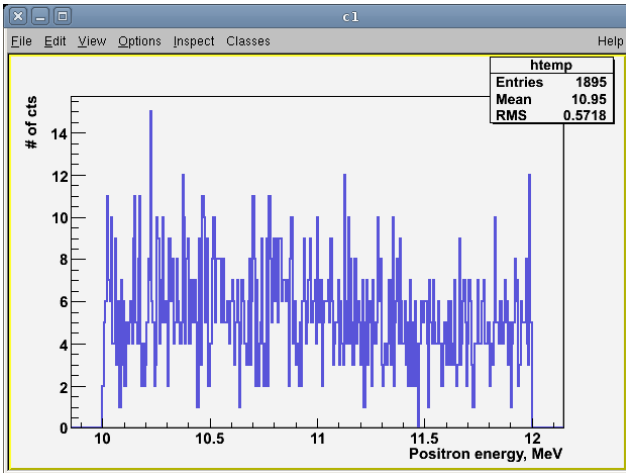 c1
File Edit View Options Inspect Classes Help
htemp
Entries 1895
Mean 10.95
RMS 0.5718
# of cts
14
12
10
8
6
4
2
0
10 10.5 11 11.5 12
Positron energy, MeV